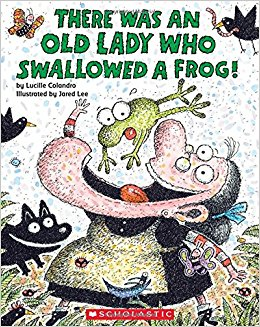 THERE WAS AN
OLD LADY WHO
SWALLOWED A FROG!
by Lucille Colandro
Illustrated by Jared Lee
SCHOLASTIC